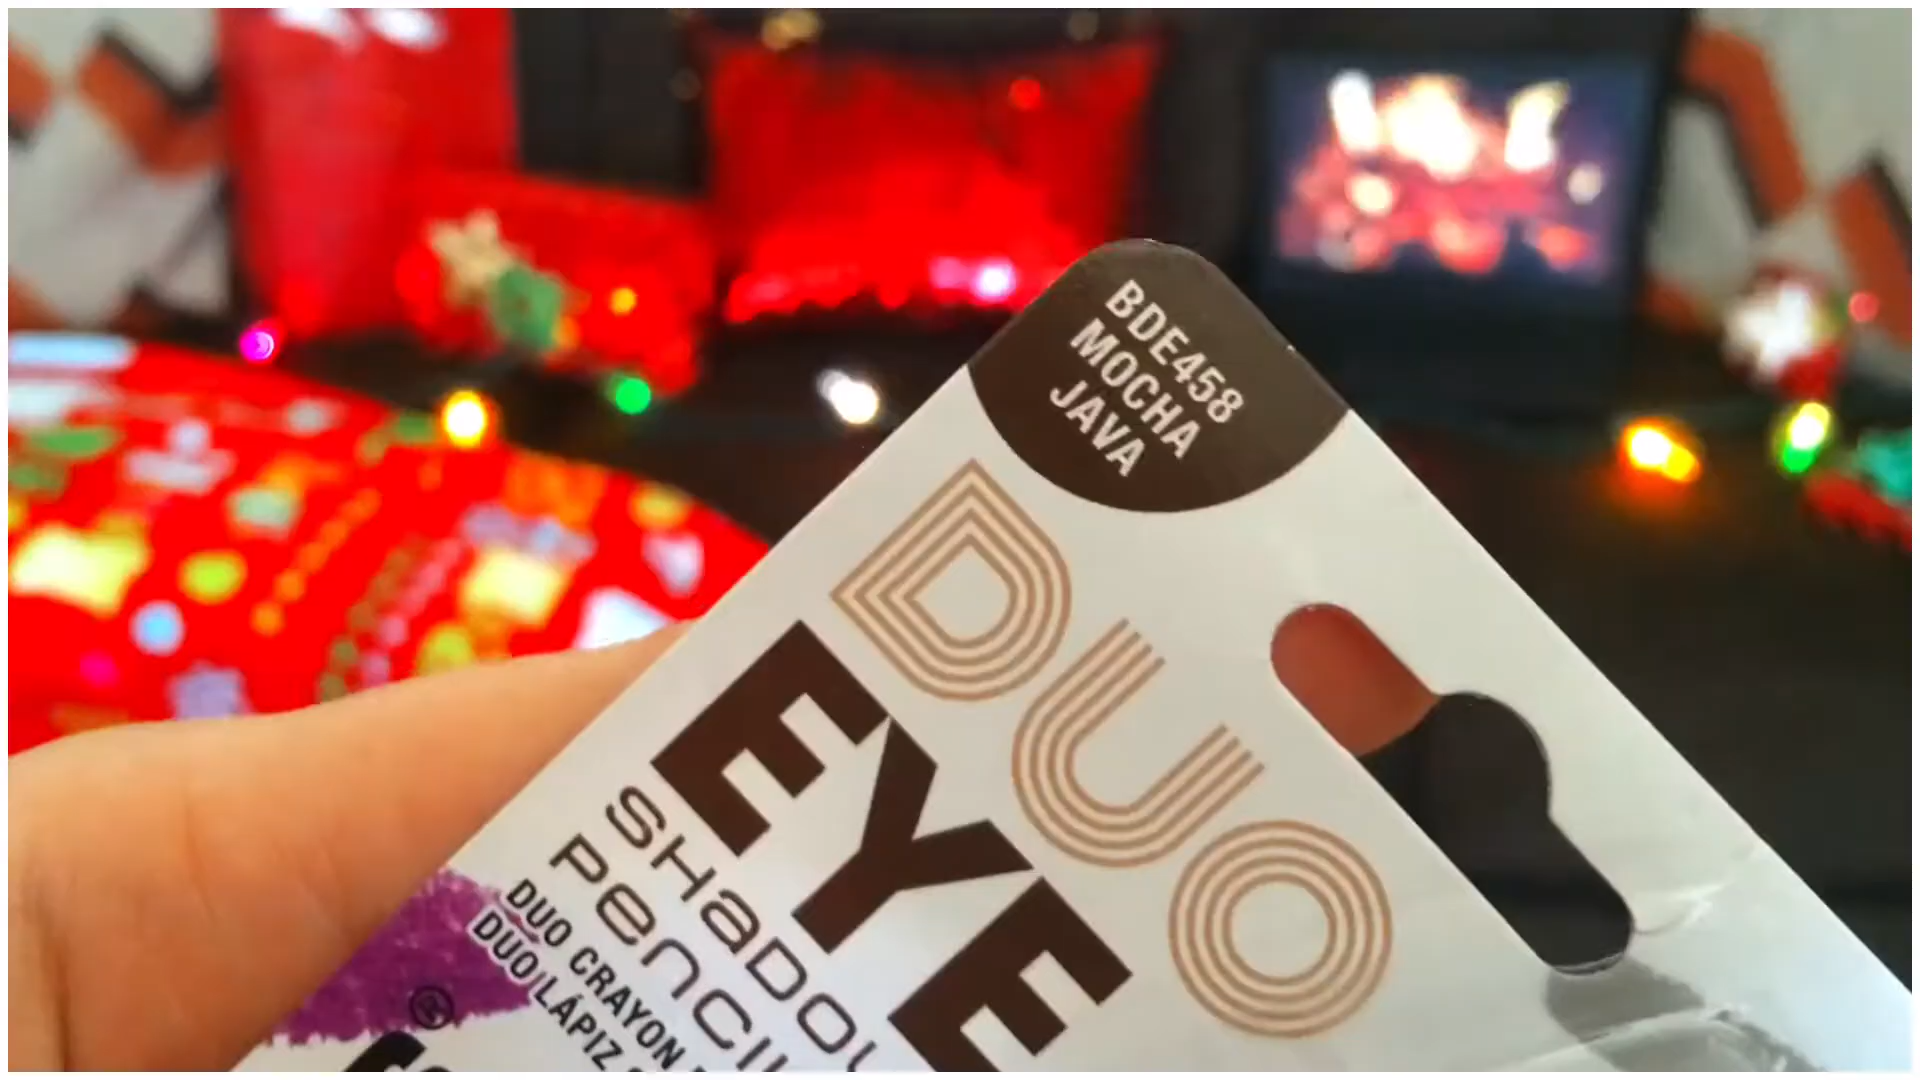 BDE458
MOCHA
JAVA
DUO
EYE
SHADOW
PENCIL
DUO CRAYON
DUO LÁPIZ